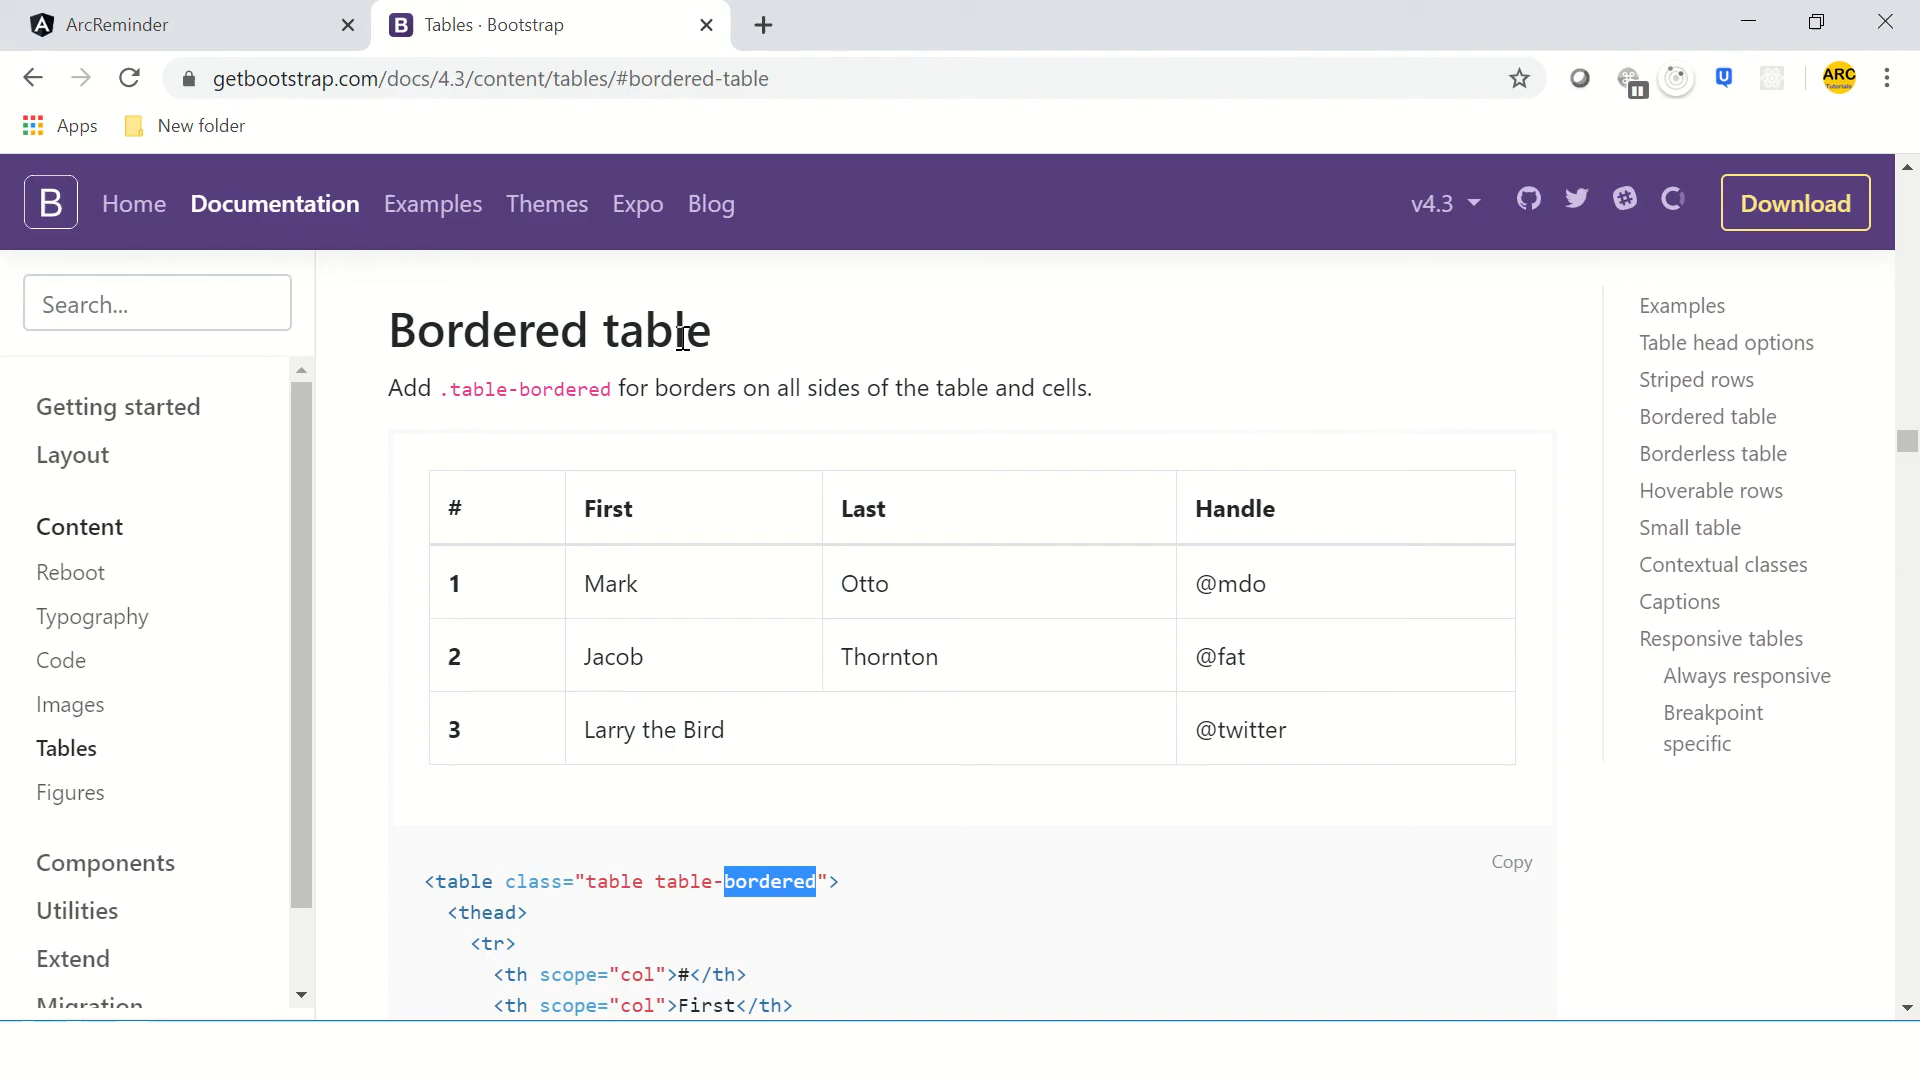 ArcReminder
Tables · Bootstrap
getbootstrap.com/docs/4.3/content/tables/#bordered-table
ARC
Tutorials
Apps
New folder
B
Home
Documentation
Examples
Themes
Expo
Blog
v4.3
Download
Search...
Getting started
Layout
Content
Reboot
Typography
Code
Images
Tables
Figures
Components
Utilities
Extend
Migration
Bordered table
Add .table-bordered for borders on all sides of the table and cells.
# First Last Handle
1 Mark Otto @mdo
2 Jacob Thornton @fat
3 Larry the Bird @twitter
Copy
<table class="table table-bordered">
<thead>
<tr>
<th scope="col">#</th>
<th scope="col">First</th>
Examples
Table head options
Striped rows
Bordered table
Borderless table
Hoverable rows
Small table
Contextual classes
Captions
Responsive tables
Always responsive
Breakpoint
specific